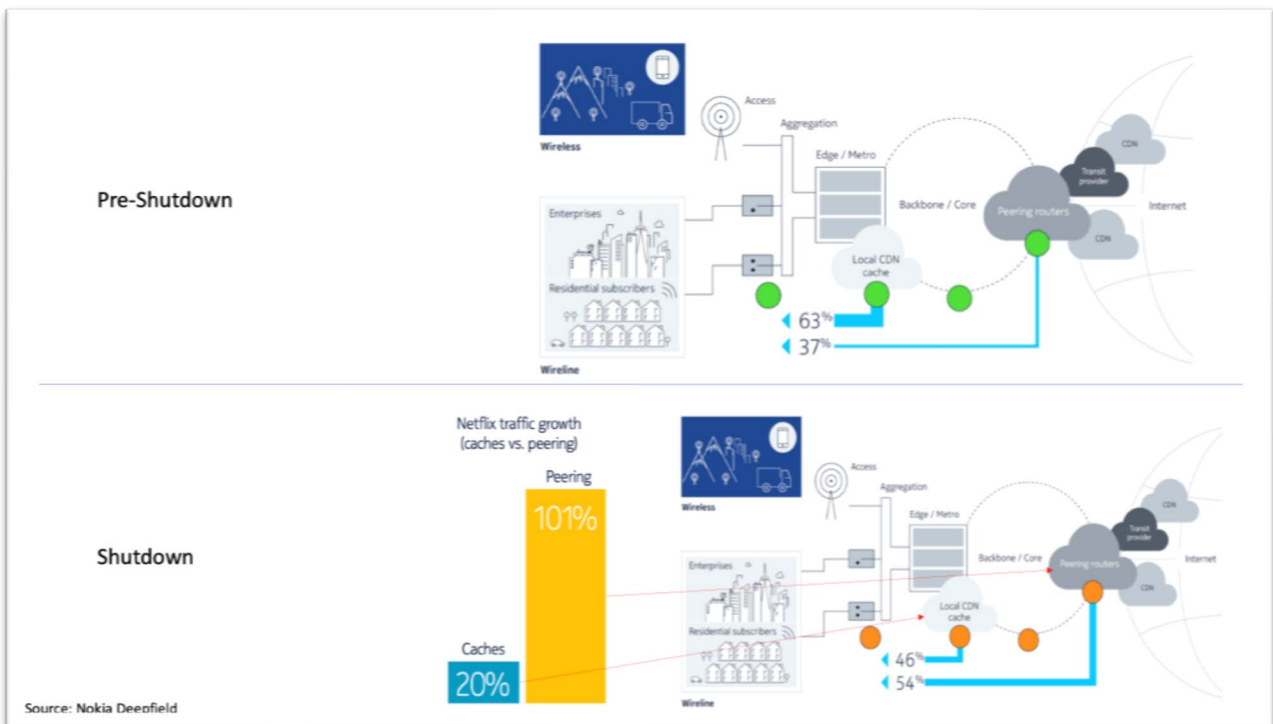 Pre-Shutdown
Wireless
Access
Aggregation
Edge / Metro
Backbone / Core
Enterprises
Residential subscribers
Local CDN
cache
Peering routers
Transit
provider
CDN
CDN
Internet
63%
37%
Wireline
Shutdown
Netflix traffic growth
(caches vs. peering)
Peering
101%
Caches
20%
Wireless
Access
Aggregation
Edge / Metro
Backbone / Core
Enterprises
Residential subscribers
Local CDN
cache
Peering routers
Transit
provider
CDN
CDN
Internet
46%
54%
Wireline
Source: Nokia Deepfield